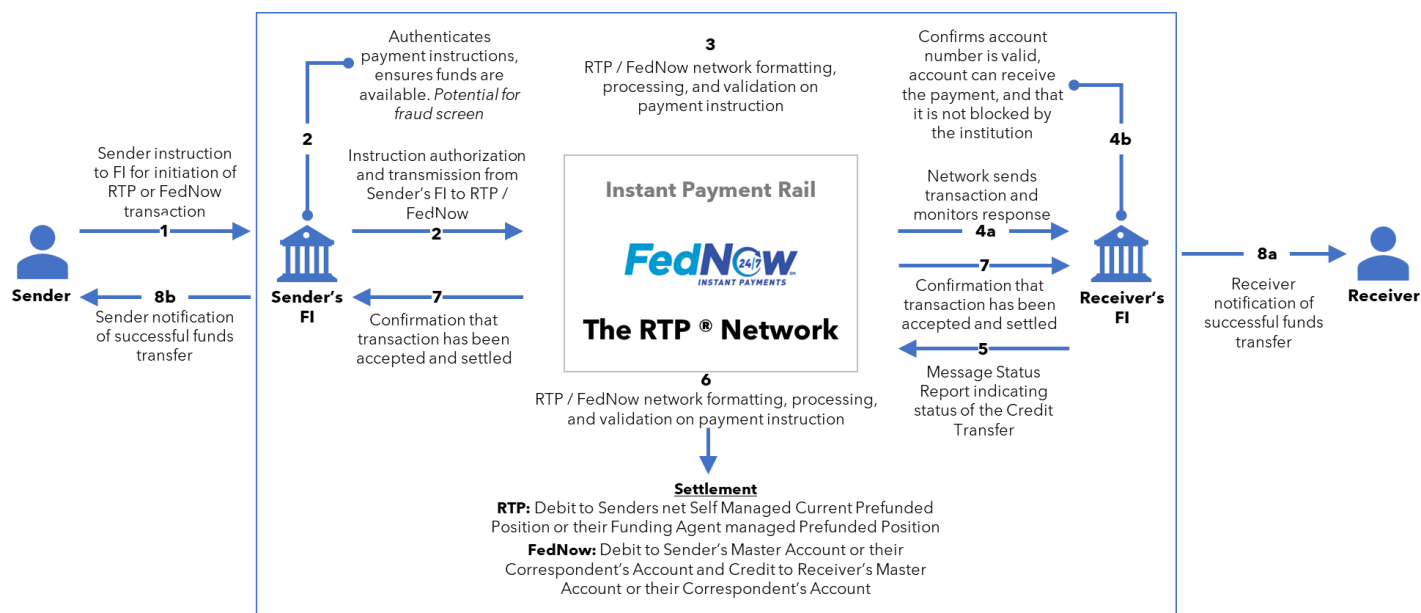 Sender instruction
to FI for initiation of
RTP or FedNow
transaction
1
Sender
8b
Sender notification
of successful funds
transfer
Authenticates
payment instructions,
ensures funds are
available. Potential for
fraud screen
2
Instruction authorization
and transmission from
Sender's FI to RTP /
FedNow
2
Sender's
FI
7
Confirmation that
transaction has been
accepted and settled
3
RTP / FedNow network formatting,
processing, and validation on
payment instruction
Instant Payment Rail
FedNow
24/7
SM
INSTANT PAYMENTS
The RTP ® Network
6
RTP / FedNow network formatting, processing,
and validation on payment instruction
Settlement
RTP: Debit to Senders net Self Managed Current Prefunded
Position or their Funding Agent managed Prefunded Position
FedNow: Debit to Sender's Master Account or their
Correspondent's Account and Credit to Receiver's Master
Account or their Correspondent's Account
Confirms account
number is valid,
account can receive
the payment, and that
it is not blocked by
the institution
4b
Network sends
transaction and
monitors response
4a
7
Confirmation that
transaction has been
accepted and settled
5
Message Status
Report indicating
status of the Credit
Transfer
Receiver's
FI
8a
Receiver
notification of
successful funds
transfer
Receiver